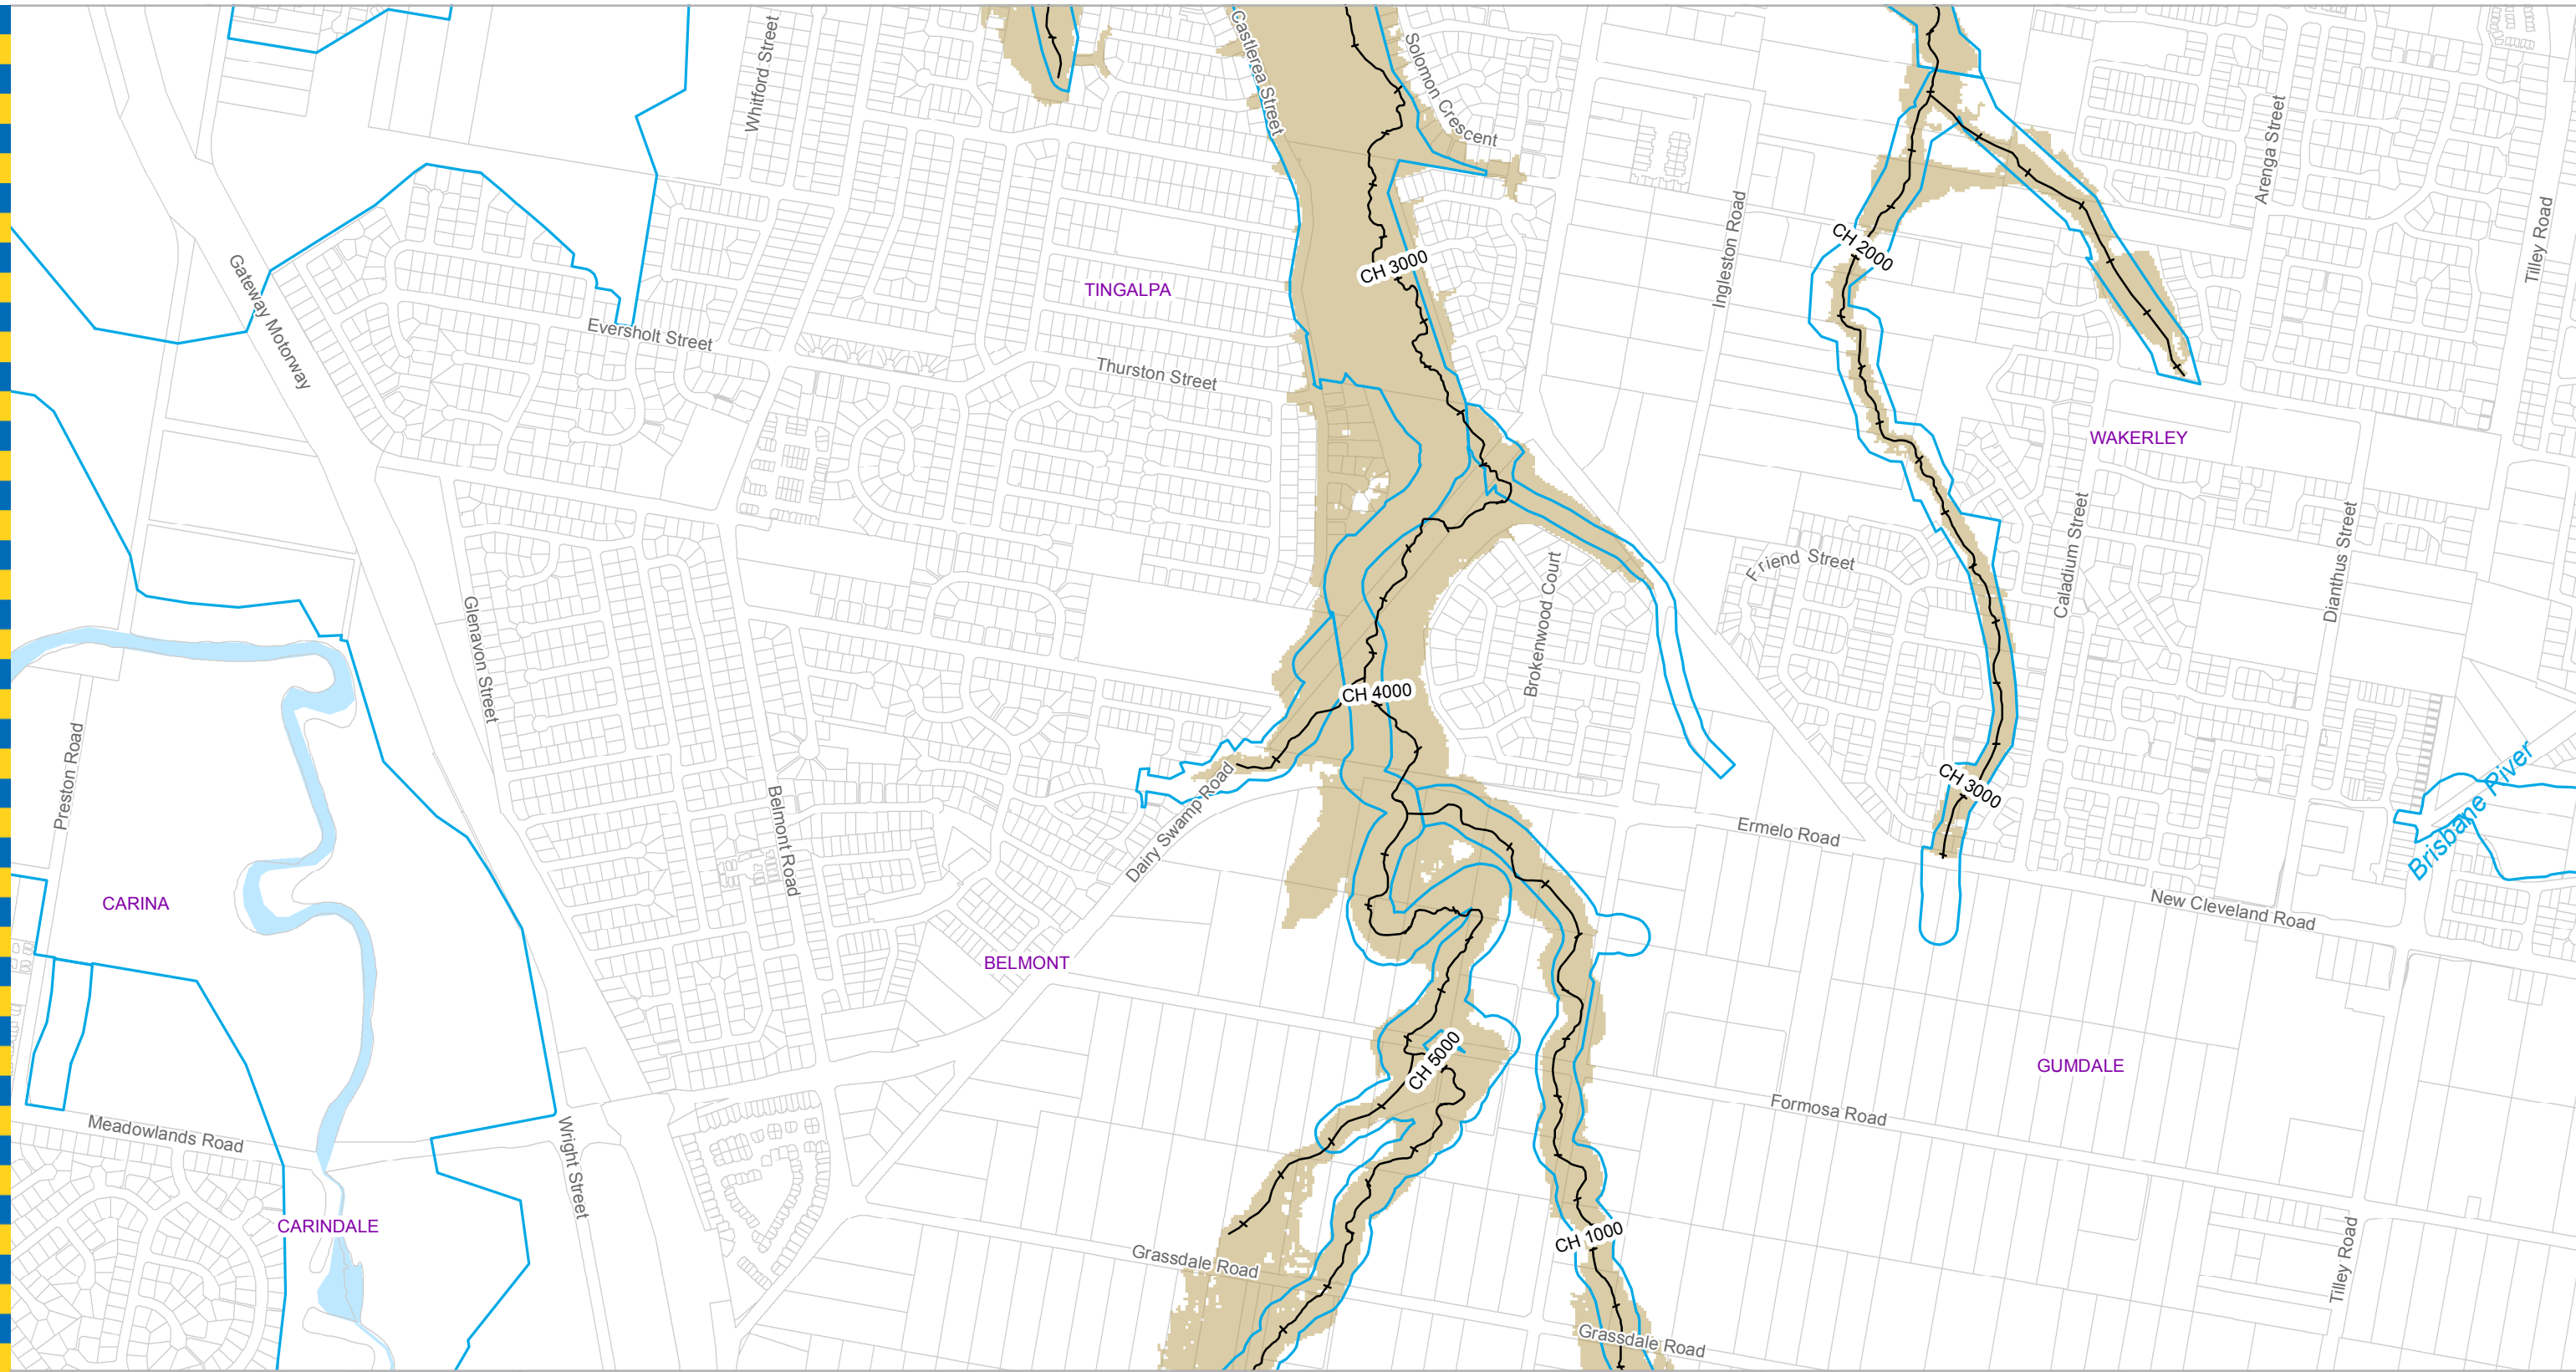 Whitford Street
Castlerea Street
Solomon Crescent
Arenga Street
Tilley Road
Ingleston Road
CH 2000
Gateway Motorway
CH 3000
TINGALPA
Eversholt Street
Thurston Street
WAKERLEY
Caladium Street
Dianthus Street
Friend Street
Brokenwood Court
Glenavon Street
CH 4000
Preston Road
Belmont Road
Dairy Swamp Road
CH 3000
Ermelo Road
Brisbane River
CARINA
New Cleveland Road
BELMONT
CH 5000
GUMDALE
Formosa Road
Meadowlands Road
Wright Street
CARINDALE
CH 1000
Grassdale Road
Tilley Road
Grassdale Road